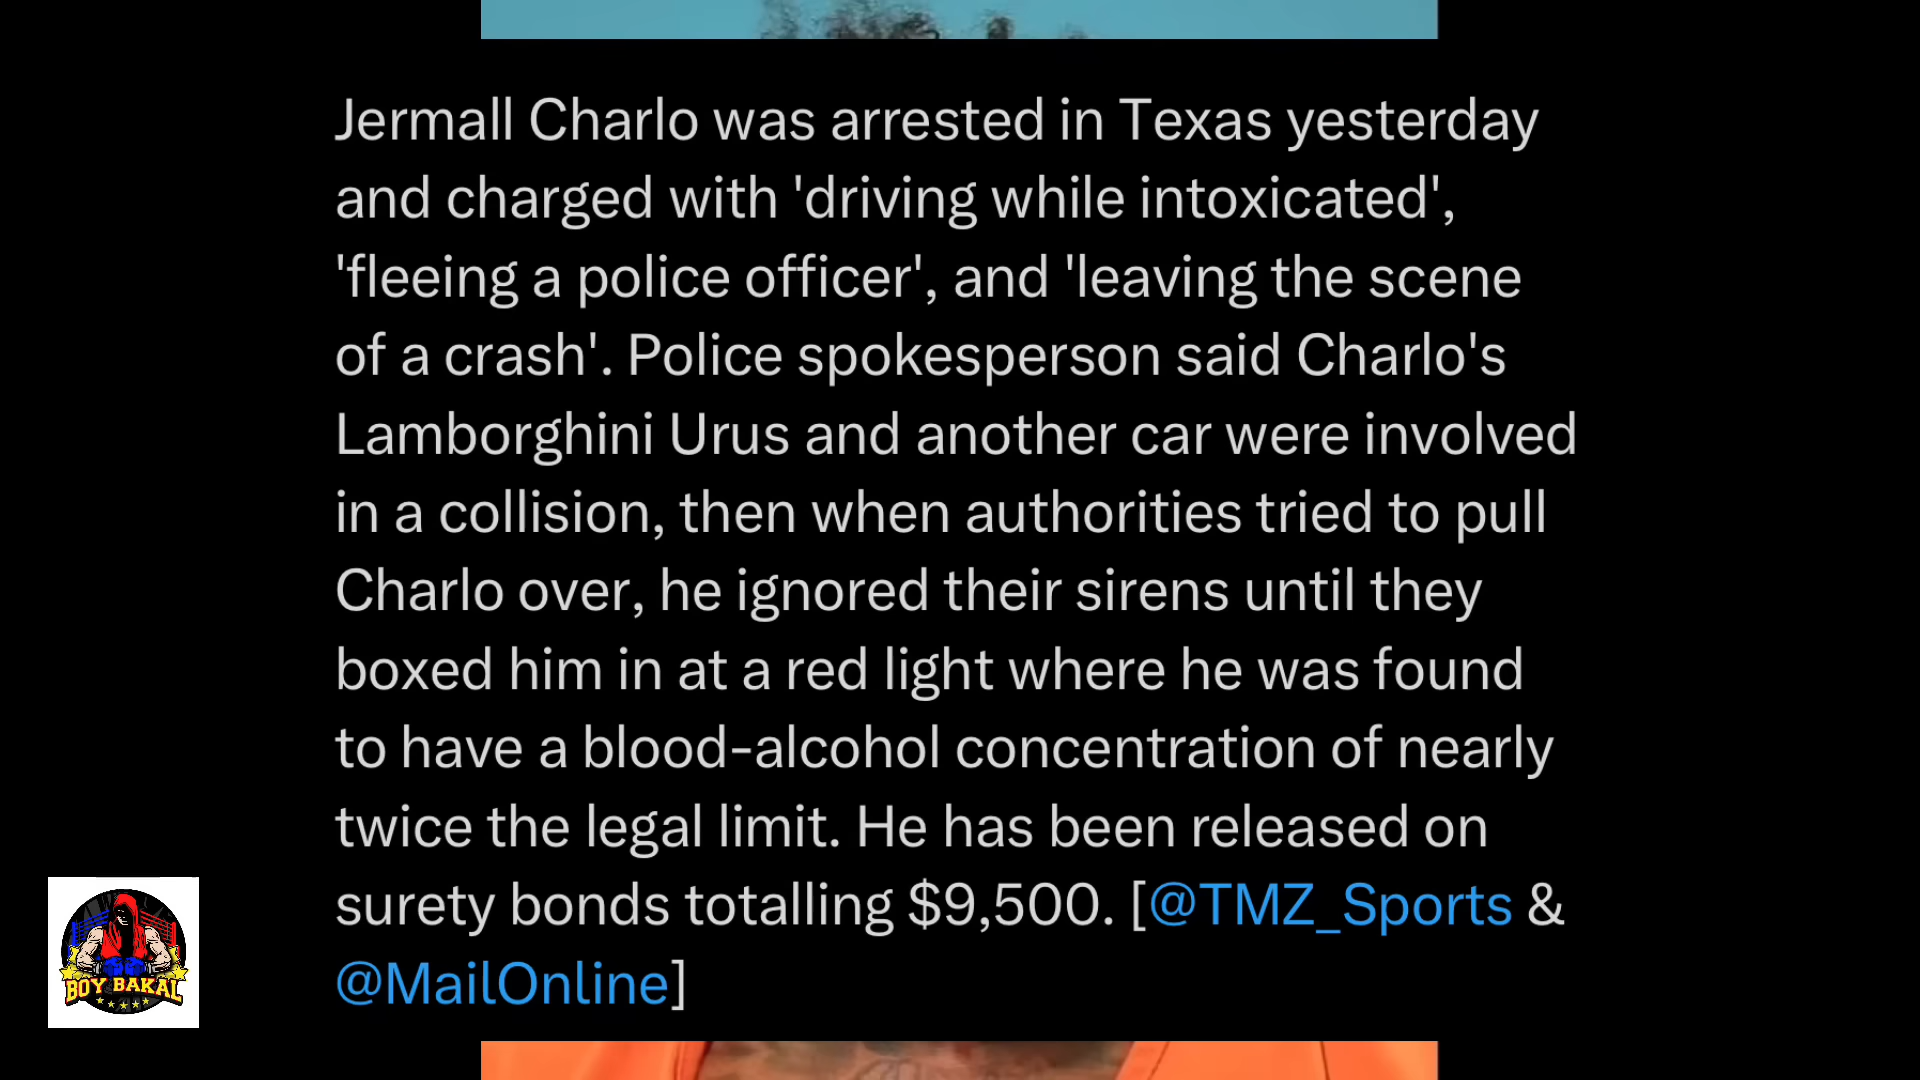 Jermall Charlo was arrested in Texas yesterday
and charged with 'driving while intoxicated',
'fleeing a police officer', and 'leaving the scene
of a crash'. Police spokesperson said Charlo's
Lamborghini Urus and another car were involved
in a collision, then when authorities tried to pull
Charlo over, he ignored their sirens until they
boxed him in at a red light where he was found
to have a blood-alcohol concentration of nearly
twice the legal limit. He has been released on
surety bonds totalling $9,500. [@TMZ_Sports &
@MailOnline]
BOY BAKAL